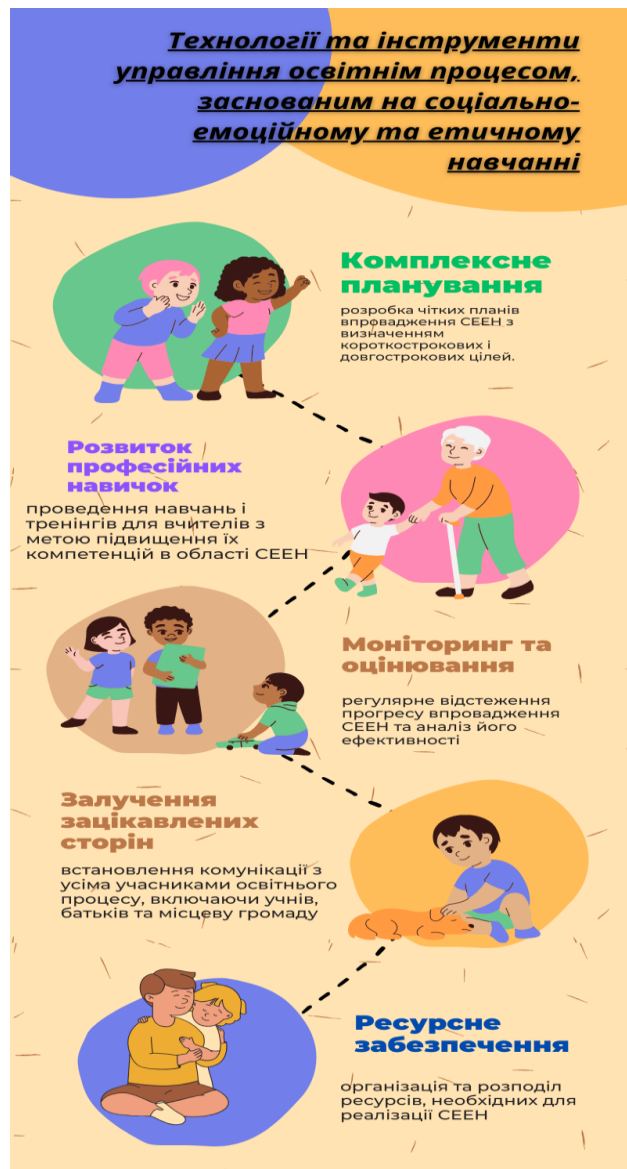 Технології та інструменти
управління освітнім процесом,
заснованим на соціально-
емоційному та етичному
навчанні
Комплексне
планування
розробка чітких планів
впровадження СЕЕН з
визначенням
короткострокових і
довгострокових цілей.
Розвиток
професійних
навичок
проведення навчань і
тренінгів для вчителів з
метою підвищення їх
компетенцій в області СЕЕН
Моніторинг та
оцінювання
регулярне відстеження
прогресу впровадження
СЕЕН та аналіз його
ефективності
Залучення
зацікавлених
сторін
встановлення комунікації з
усіма учасниками освітнього
процесу, включаючи учнів,
батьків та місцеву громаду
Ресурсне
забезпечення
організація та розподіл
ресурсів, необхідних для
реалізації СЕЕН